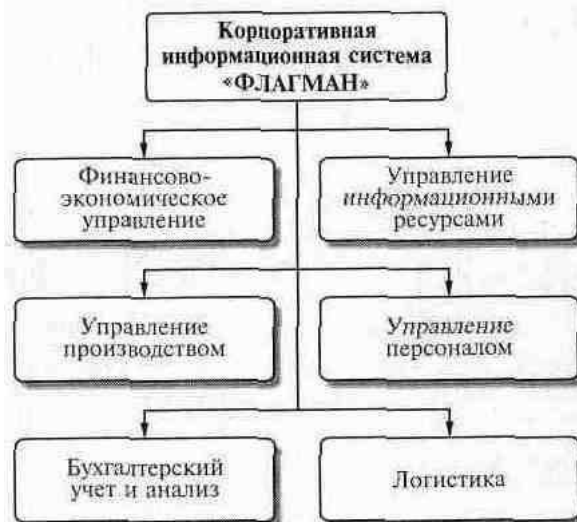 Корпоративная
информационная система
«ФЛАГМАН»
Финансово-
экономическое
управление
Управление
информационными
ресурсами
Управление
производством
Управление
персоналом
Бухгалтерский
учет и анализ
Логистика